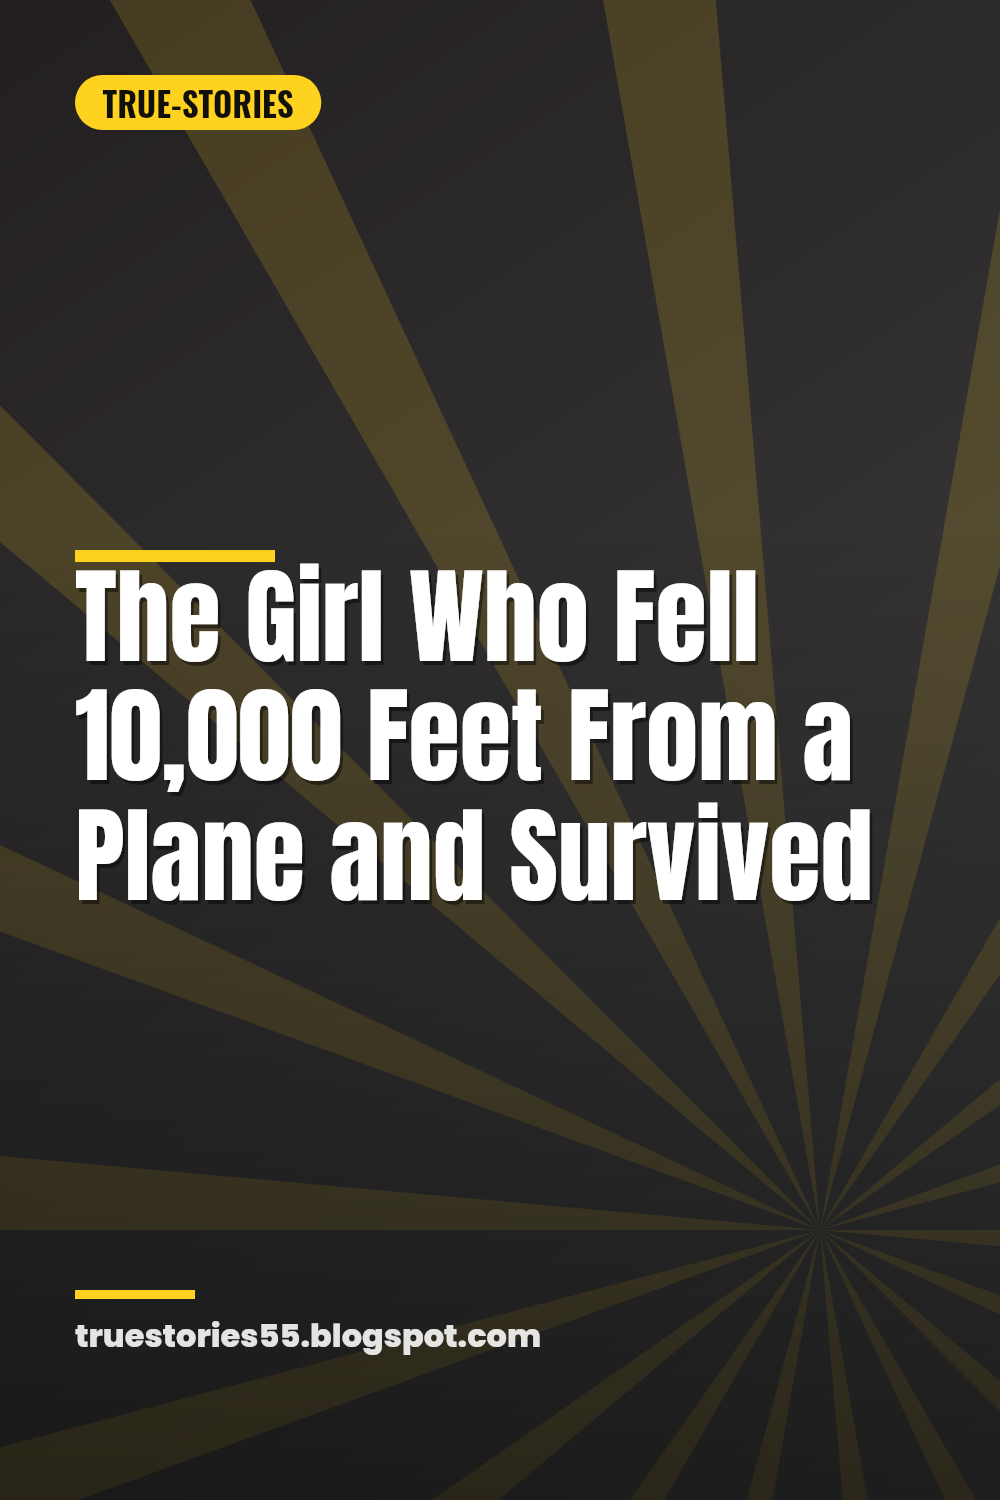 TRUE-STORIES
The Girl Who Fell
10,000 Feet From a
Plane and Survived
truestories55.blogspot.com